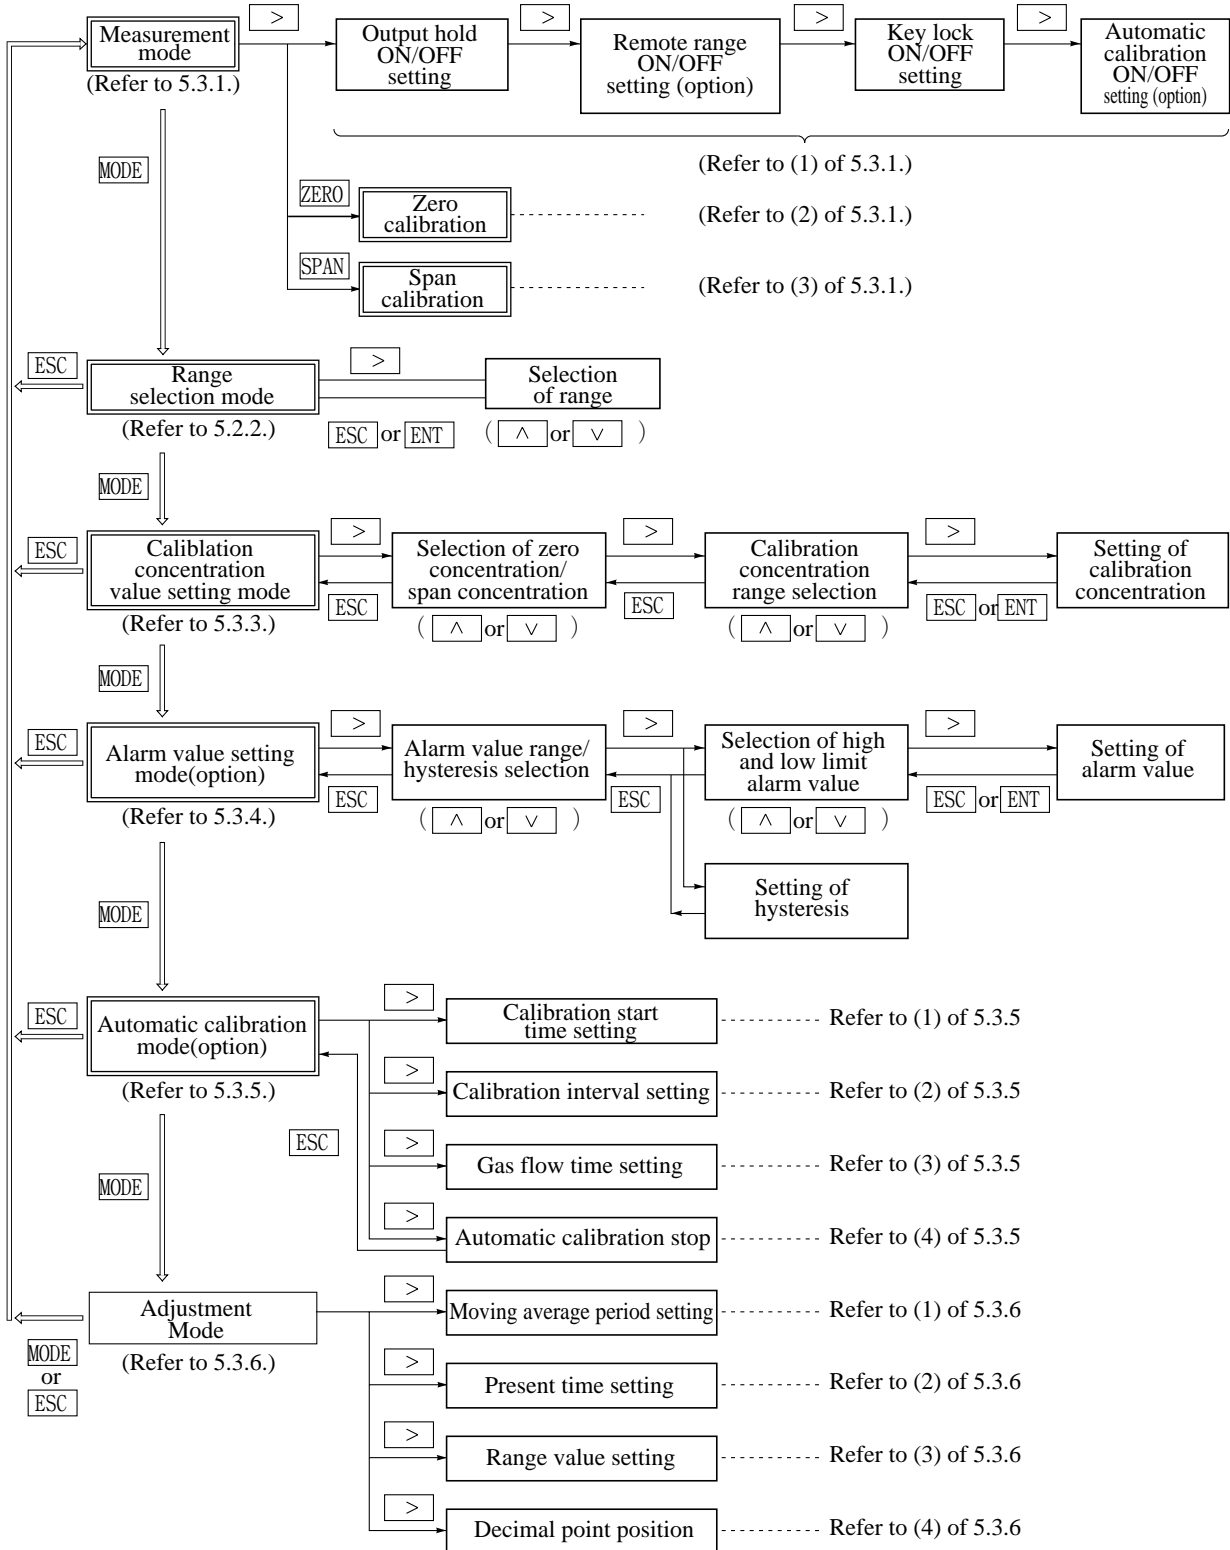 >
>
>
>
Measurement
mode
(Refer to 5.3.1.)
Output hold
ON/OFF
setting
Remote range
ON/OFF
setting (option)
Key lock
ON/OFF
setting
Automatic
calibration
ON/OFF
setting (option)
MODE
(Refer to (1) of 5.3.1.)
ZERO
Zero
calibration
(Refer to (2) of 5.3.1.)
SPAN
Span
calibration
(Refer to (3) of 5.3.1.)
ESC
Range
selection mode
(Refer to 5.2.2.)
>
ESC or ENT
Selection
of range
( ∧ or ∨ )
MODE
ESC
Caliblation
concentration
value setting mode
(Refer to 5.3.3.)
>
ESC
Selection of zero
concentration/
span concentration
( ∧ or ∨ )
>
ESC
Calibration
concentration
range selection
( ∧ or ∨ )
>
ESC or ENT
Setting of
calibration
concentration
MODE
ESC
Alarm value setting
mode(option)
(Refer to 5.3.4.)
>
ESC
Alarm value range/
hysteresis selection
( ∧ or ∨ )
>
ESC
Selection of high
and low limit
alarm value
( ∧ or ∨ )
>
ESC or ENT
Setting of
alarm value
Setting of
hysteresis
MODE
ESC
Automatic calibration
mode(option)
(Refer to 5.3.5.)
ESC
>
Calibration start
time setting
Refer to (1) of 5.3.5
>
Calibration interval setting
Refer to (2) of 5.3.5
>
Gas flow time setting
Refer to (3) of 5.3.5
>
Automatic calibration stop
Refer to (4) of 5.3.5
MODE
Adjustment
Mode
(Refer to 5.3.6.)
MODE
or
ESC
>
Moving average period setting
Refer to (1) of 5.3.6
>
Present time setting
Refer to (2) of 5.3.6
>
Range value setting
Refer to (3) of 5.3.6
>
Decimal point position
Refer to (4) of 5.3.6